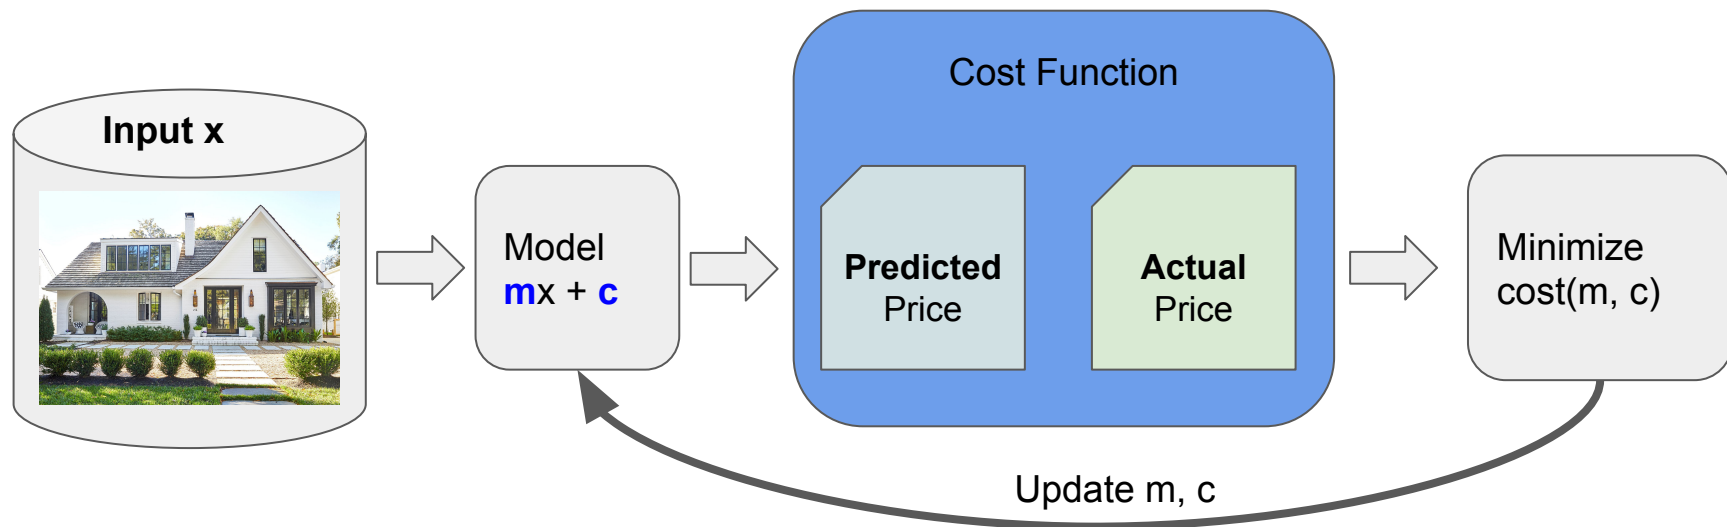 Input x
Model
mx + c
Cost Function
Predicted
Price
Actual
Price
Minimize
cost(m, c)
Update m, c